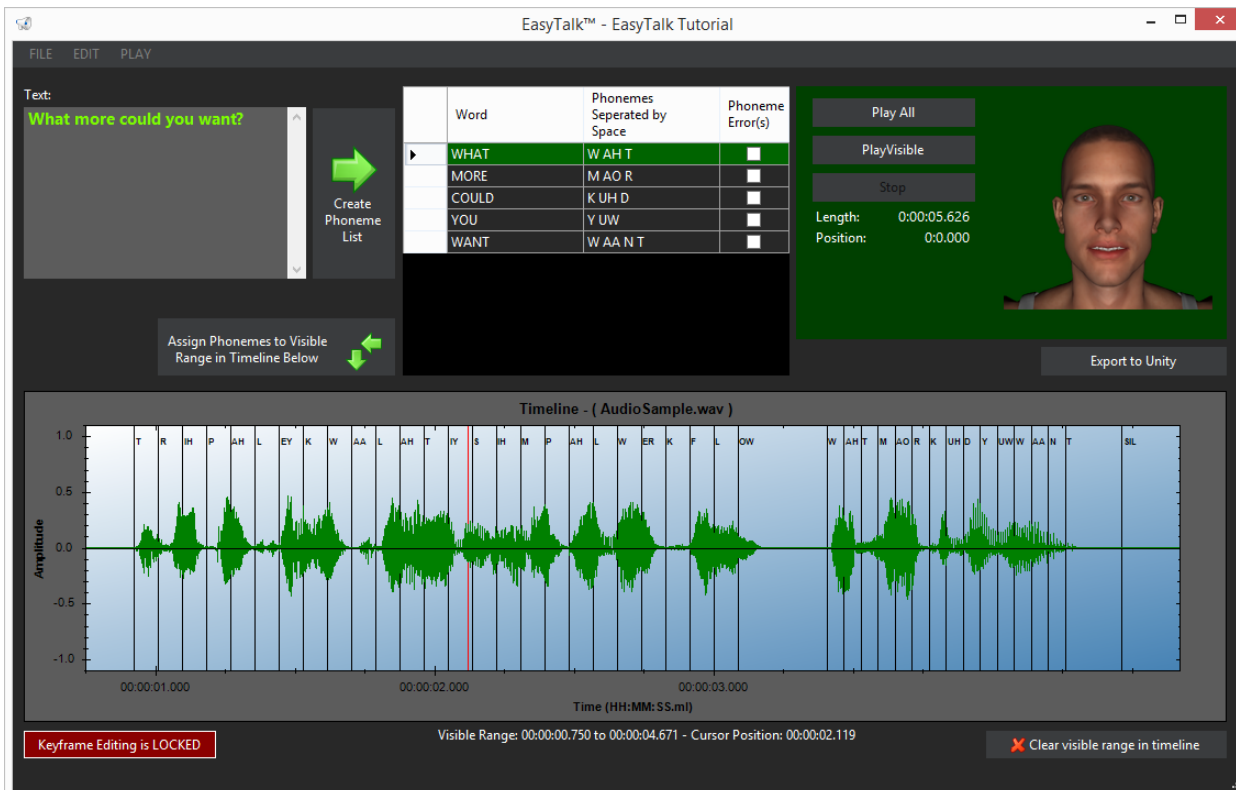 EasyTalk™ - EasyTalk Tutorial
FILE EDIT PLAY
Text:
What more could you want?
Create
Phoneme
List
Assign Phonemes to Visible
Range in Timeline Below
Word Phonemes Seperated by Space Phoneme Error(s)
WHAT W AH T
MORE M AO R
COULD K UH D
YOU Y UW
WANT W AA N T
Play All
PlayVisible
Stop
Length: 0:00:05.626
Position: 0:0.000
Export to Unity
Timeline - ( AudioSample.wav )
T R IH P AH L EY K W AA L AH T IY S IH M P AH L W ER K F L OW W AH T M AO R K UH D Y UW W AA N T SIL
1.0
0.5
0.0
-0.5
-1.0
Amplitude
00:00:01.000 00:00:02.000 00:00:03.000
Time (HH:MM:SS.ml)
Keyframe Editing is LOCKED
Visible Range: 00:00:00.750 to 00:00:04.671 - Cursor Position: 00:00:02.119
Clear visible range in timeline